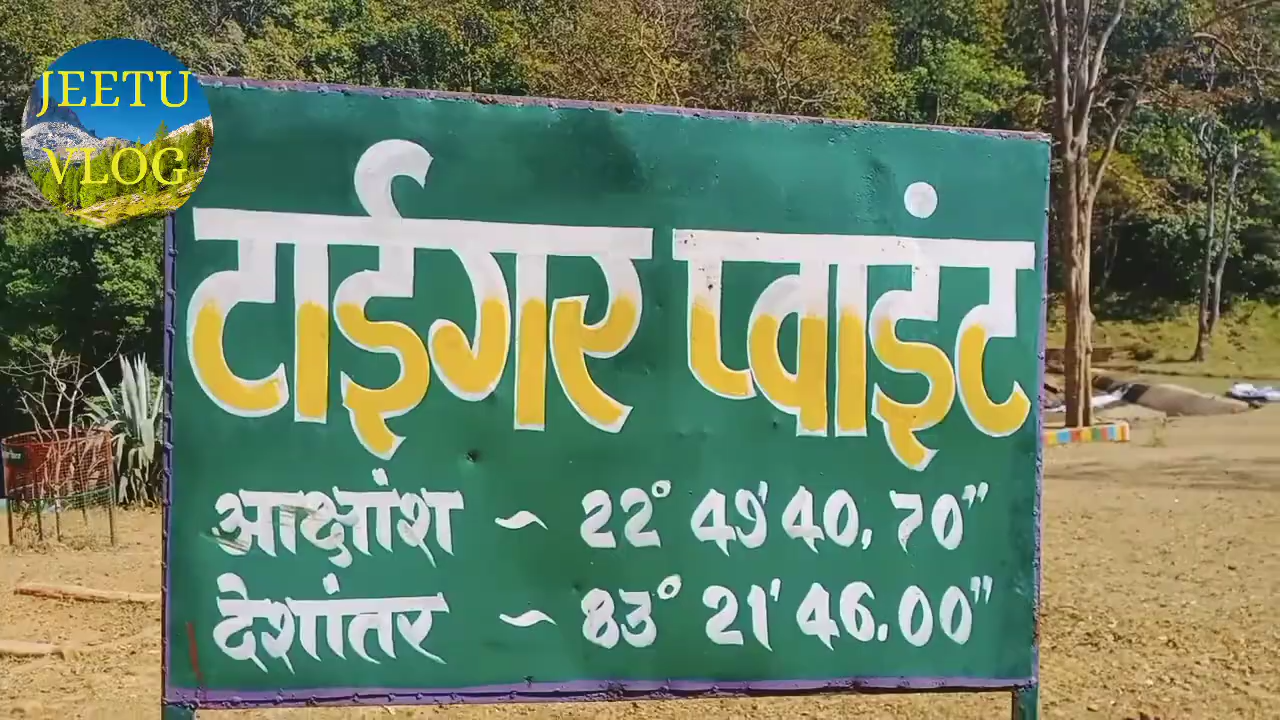 JEETU
VLOG
टाईगर प्वाइंट
आक्षांश ~ 22° 49' 40.70"
देशांतर ~ 83° 21' 46.00"